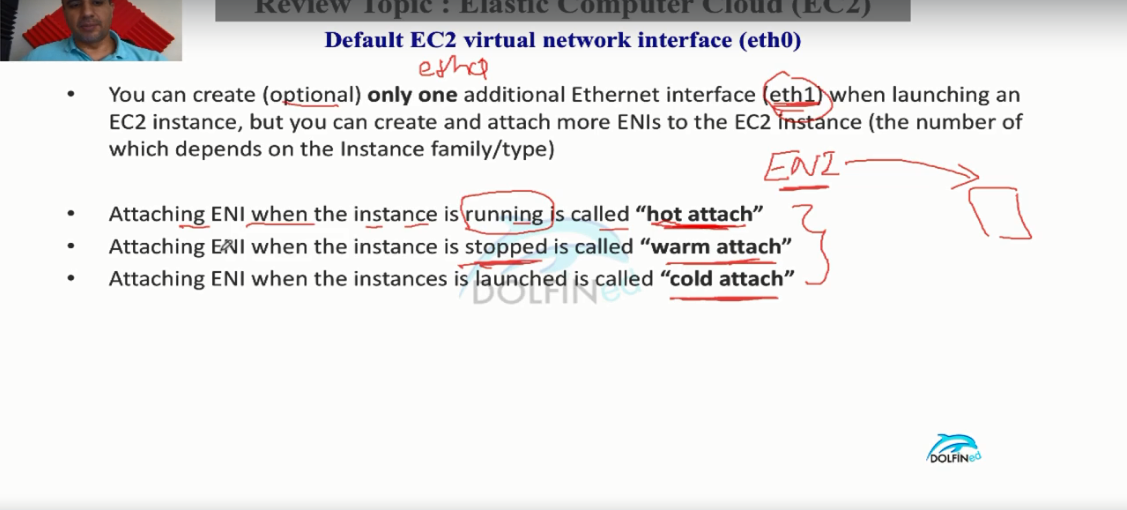 Review Topic : Elastic Computer Cloud (EC2)
Default EC2 virtual network interface (eth0)
• You can create (optional) only one additional Ethernet interface (eth1) when launching an
EC2 instance, but you can create and attach more ENIs to the EC2 instance (the number of
which depends on the Instance family/type)
ENI
• Attaching ENI when the instance is running is called “hot attach”
• Attaching ENI when the instance is stopped is called “warm attach”
• Attaching ENI when the instances is launched is called “cold attach”
DOLFINed
DOLFINed